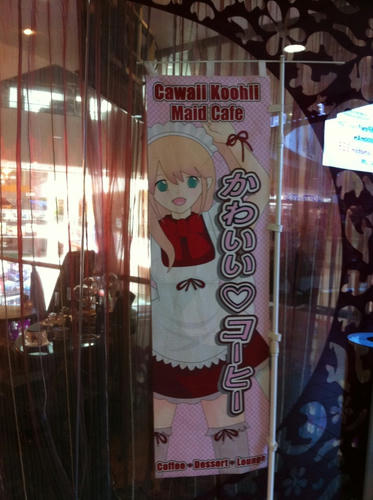 Cawaii Koohii
Maid Cafe
かわいい♡コーヒー
Coffee * Dessert * Lounge